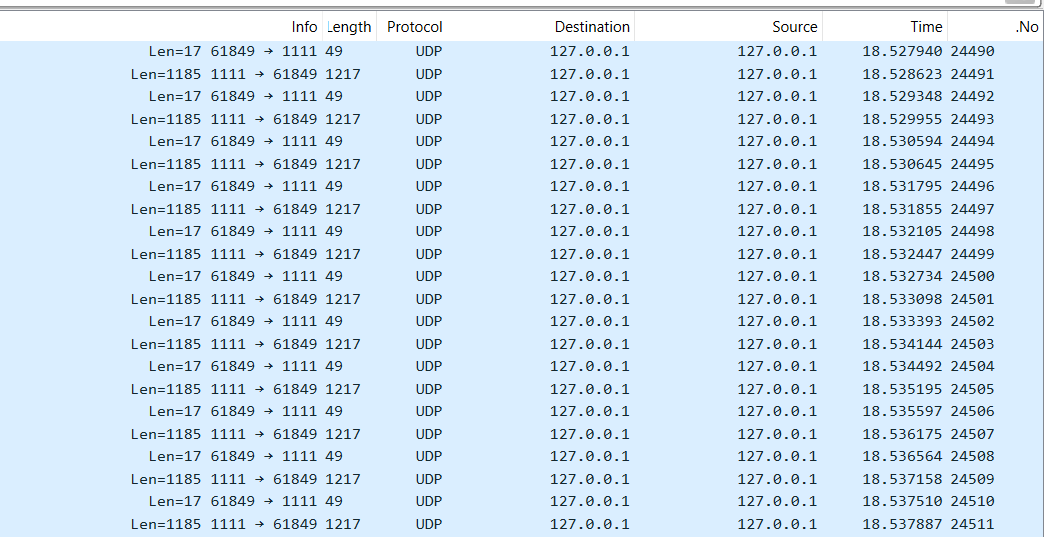 Info Length Protocol Destination Source Time .No
Len=17 61849 → 1111 49 UDP 127.0.0.1 127.0.0.1 18.527940 24490
Len=1185 1111 → 61849 1217 UDP 127.0.0.1 127.0.0.1 18.528623 24491
Len=17 61849 → 1111 49 UDP 127.0.0.1 127.0.0.1 18.529348 24492
Len=1185 1111 → 61849 1217 UDP 127.0.0.1 127.0.0.1 18.529955 24493
Len=17 61849 → 1111 49 UDP 127.0.0.1 127.0.0.1 18.530594 24494
Len=1185 1111 → 61849 1217 UDP 127.0.0.1 127.0.0.1 18.530645 24495
Len=17 61849 → 1111 49 UDP 127.0.0.1 127.0.0.1 18.531795 24496
Len=1185 1111 → 61849 1217 UDP 127.0.0.1 127.0.0.1 18.531855 24497
Len=17 61849 → 1111 49 UDP 127.0.0.1 127.0.0.1 18.532105 24498
Len=1185 1111 → 61849 1217 UDP 127.0.0.1 127.0.0.1 18.532447 24499
Len=17 61849 → 1111 49 UDP 127.0.0.1 127.0.0.1 18.532734 24500
Len=1185 1111 → 61849 1217 UDP 127.0.0.1 127.0.0.1 18.533098 24501
Len=17 61849 → 1111 49 UDP 127.0.0.1 127.0.0.1 18.533393 24502
Len=1185 1111 → 61849 1217 UDP 127.0.0.1 127.0.0.1 18.534144 24503
Len=17 61849 → 1111 49 UDP 127.0.0.1 127.0.0.1 18.534492 24504
Len=1185 1111 → 61849 1217 UDP 127.0.0.1 127.0.0.1 18.535195 24505
Len=17 61849 → 1111 49 UDP 127.0.0.1 127.0.0.1 18.535597 24506
Len=1185 1111 → 61849 1217 UDP 127.0.0.1 127.0.0.1 18.536175 24507
Len=17 61849 → 1111 49 UDP 127.0.0.1 127.0.0.1 18.536564 24508
Len=1185 1111 → 61849 1217 UDP 127.0.0.1 127.0.0.1 18.537158 24509
Len=17 61849 → 1111 49 UDP 127.0.0.1 127.0.0.1 18.537510 24510
Len=1185 1111 → 61849 1217 UDP 127.0.0.1 127.0.0.1 18.537887 24511